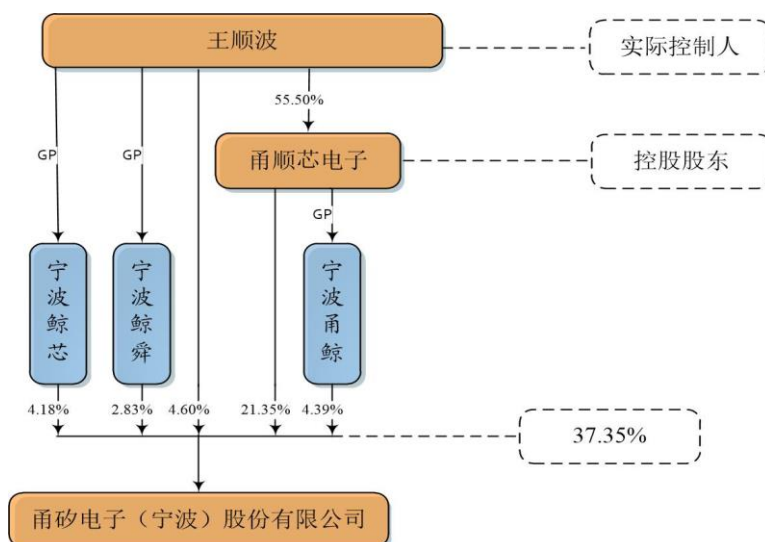 王顺波
实际控制人
55.50%
GP
GP
甬顺芯电子
控股股东
GP
宁波鲸芯
宁波鲸舜
宁波甬鲸
4.18%
2.83%
4.60%
21.35%
4.39%
37.35%
甬矽电子（宁波）股份有限公司